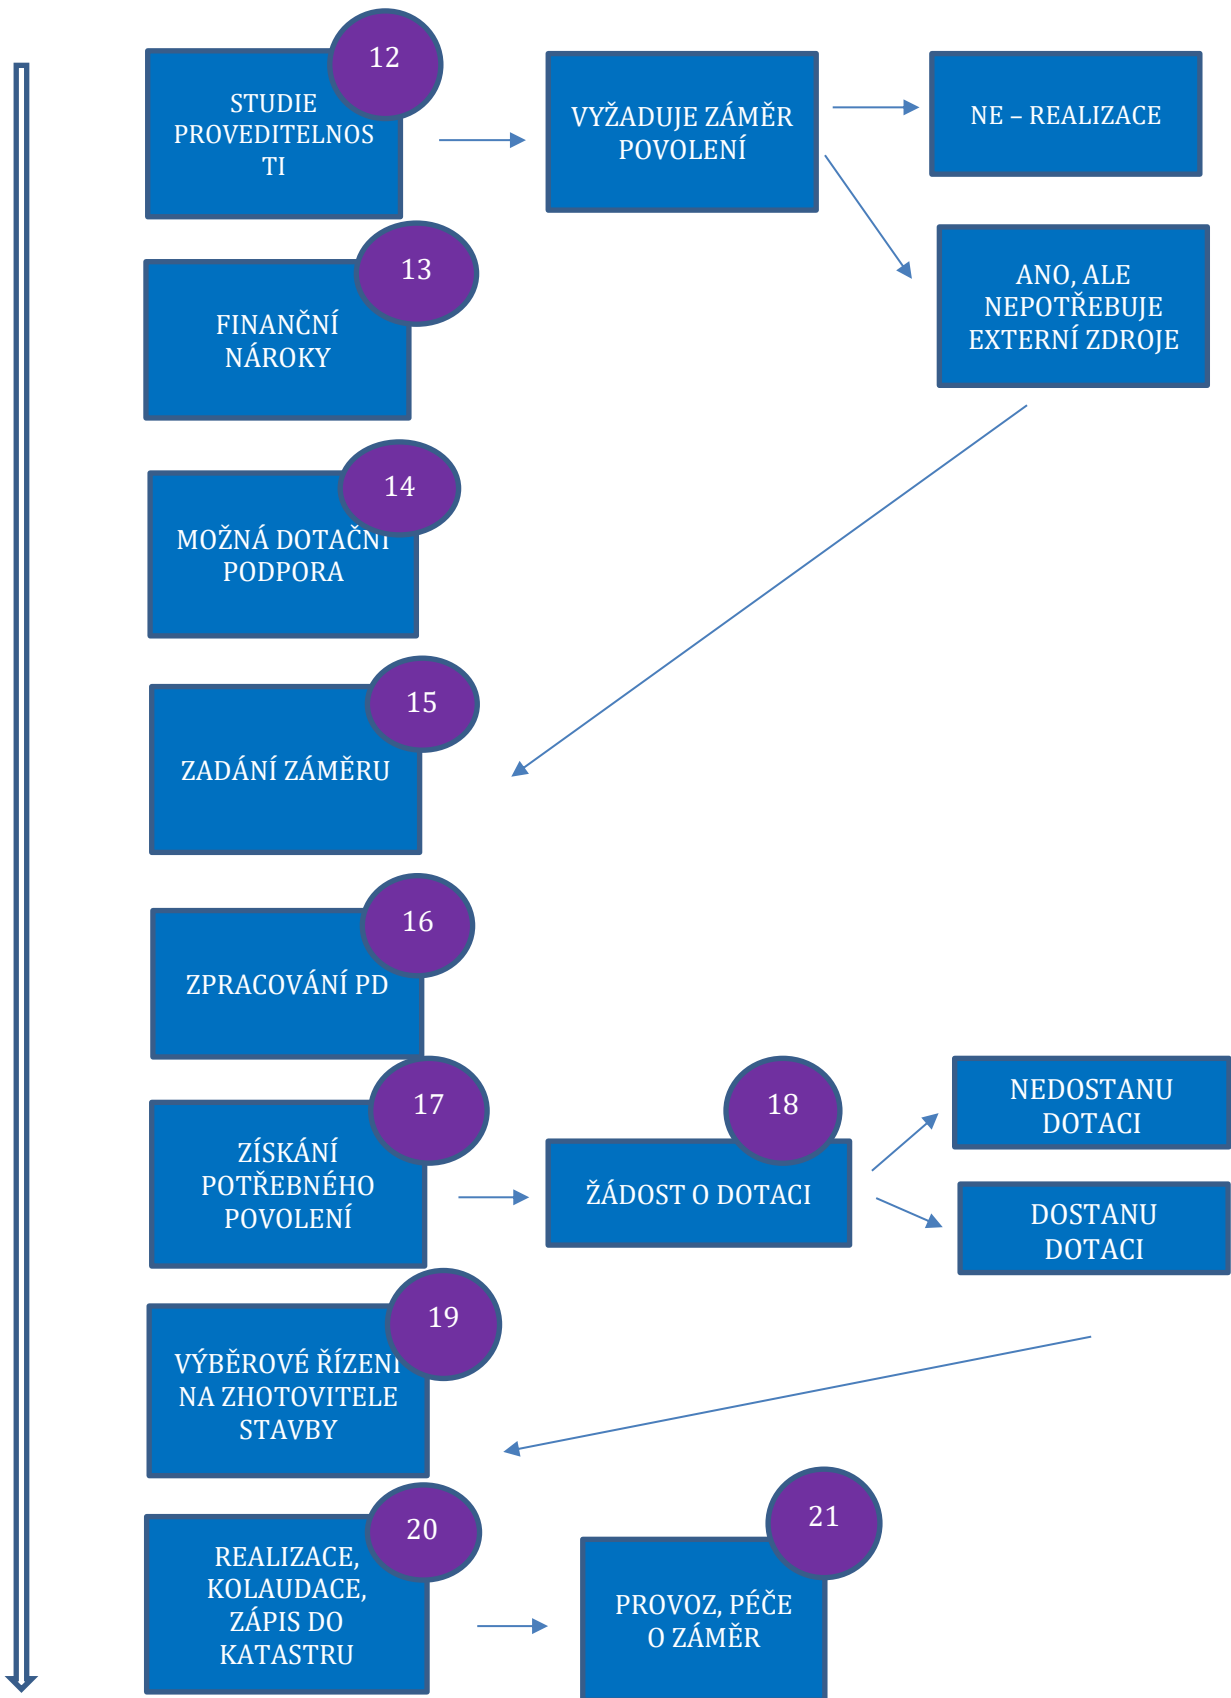 12
STUDIE
PROVEDITELNOS
TI
VYŽADUJE ZÁMĚR
POVOLENÍ
NE – REALIZACE
13
FINANČNÍ
NÁROKY
ANO, ALE
NEPOTŘEBUJE
EXTERNÍ ZDROJE
14
MOŽNÁ DOTAČNÍ
PODPORA
15
ZADÁNÍ ZÁMĚRU
16
ZPRACOVÁNÍ PD
17
ZÍSKÁNÍ
POTŘEBNÉHO
POVOLENÍ
18
ŽÁDOST O DOTACI
NEDOSTANU
DOTACI
DOSTANU
DOTACI
19
VÝBĚROVÉ ŘÍZENÍ
NA ZHOTOVITELE
STAVBY
20
REALIZACE,
KOLAUDACE,
ZÁPIS DO
KATASTRU
21
PROVOZ, PÉČE
O ZÁMĚR